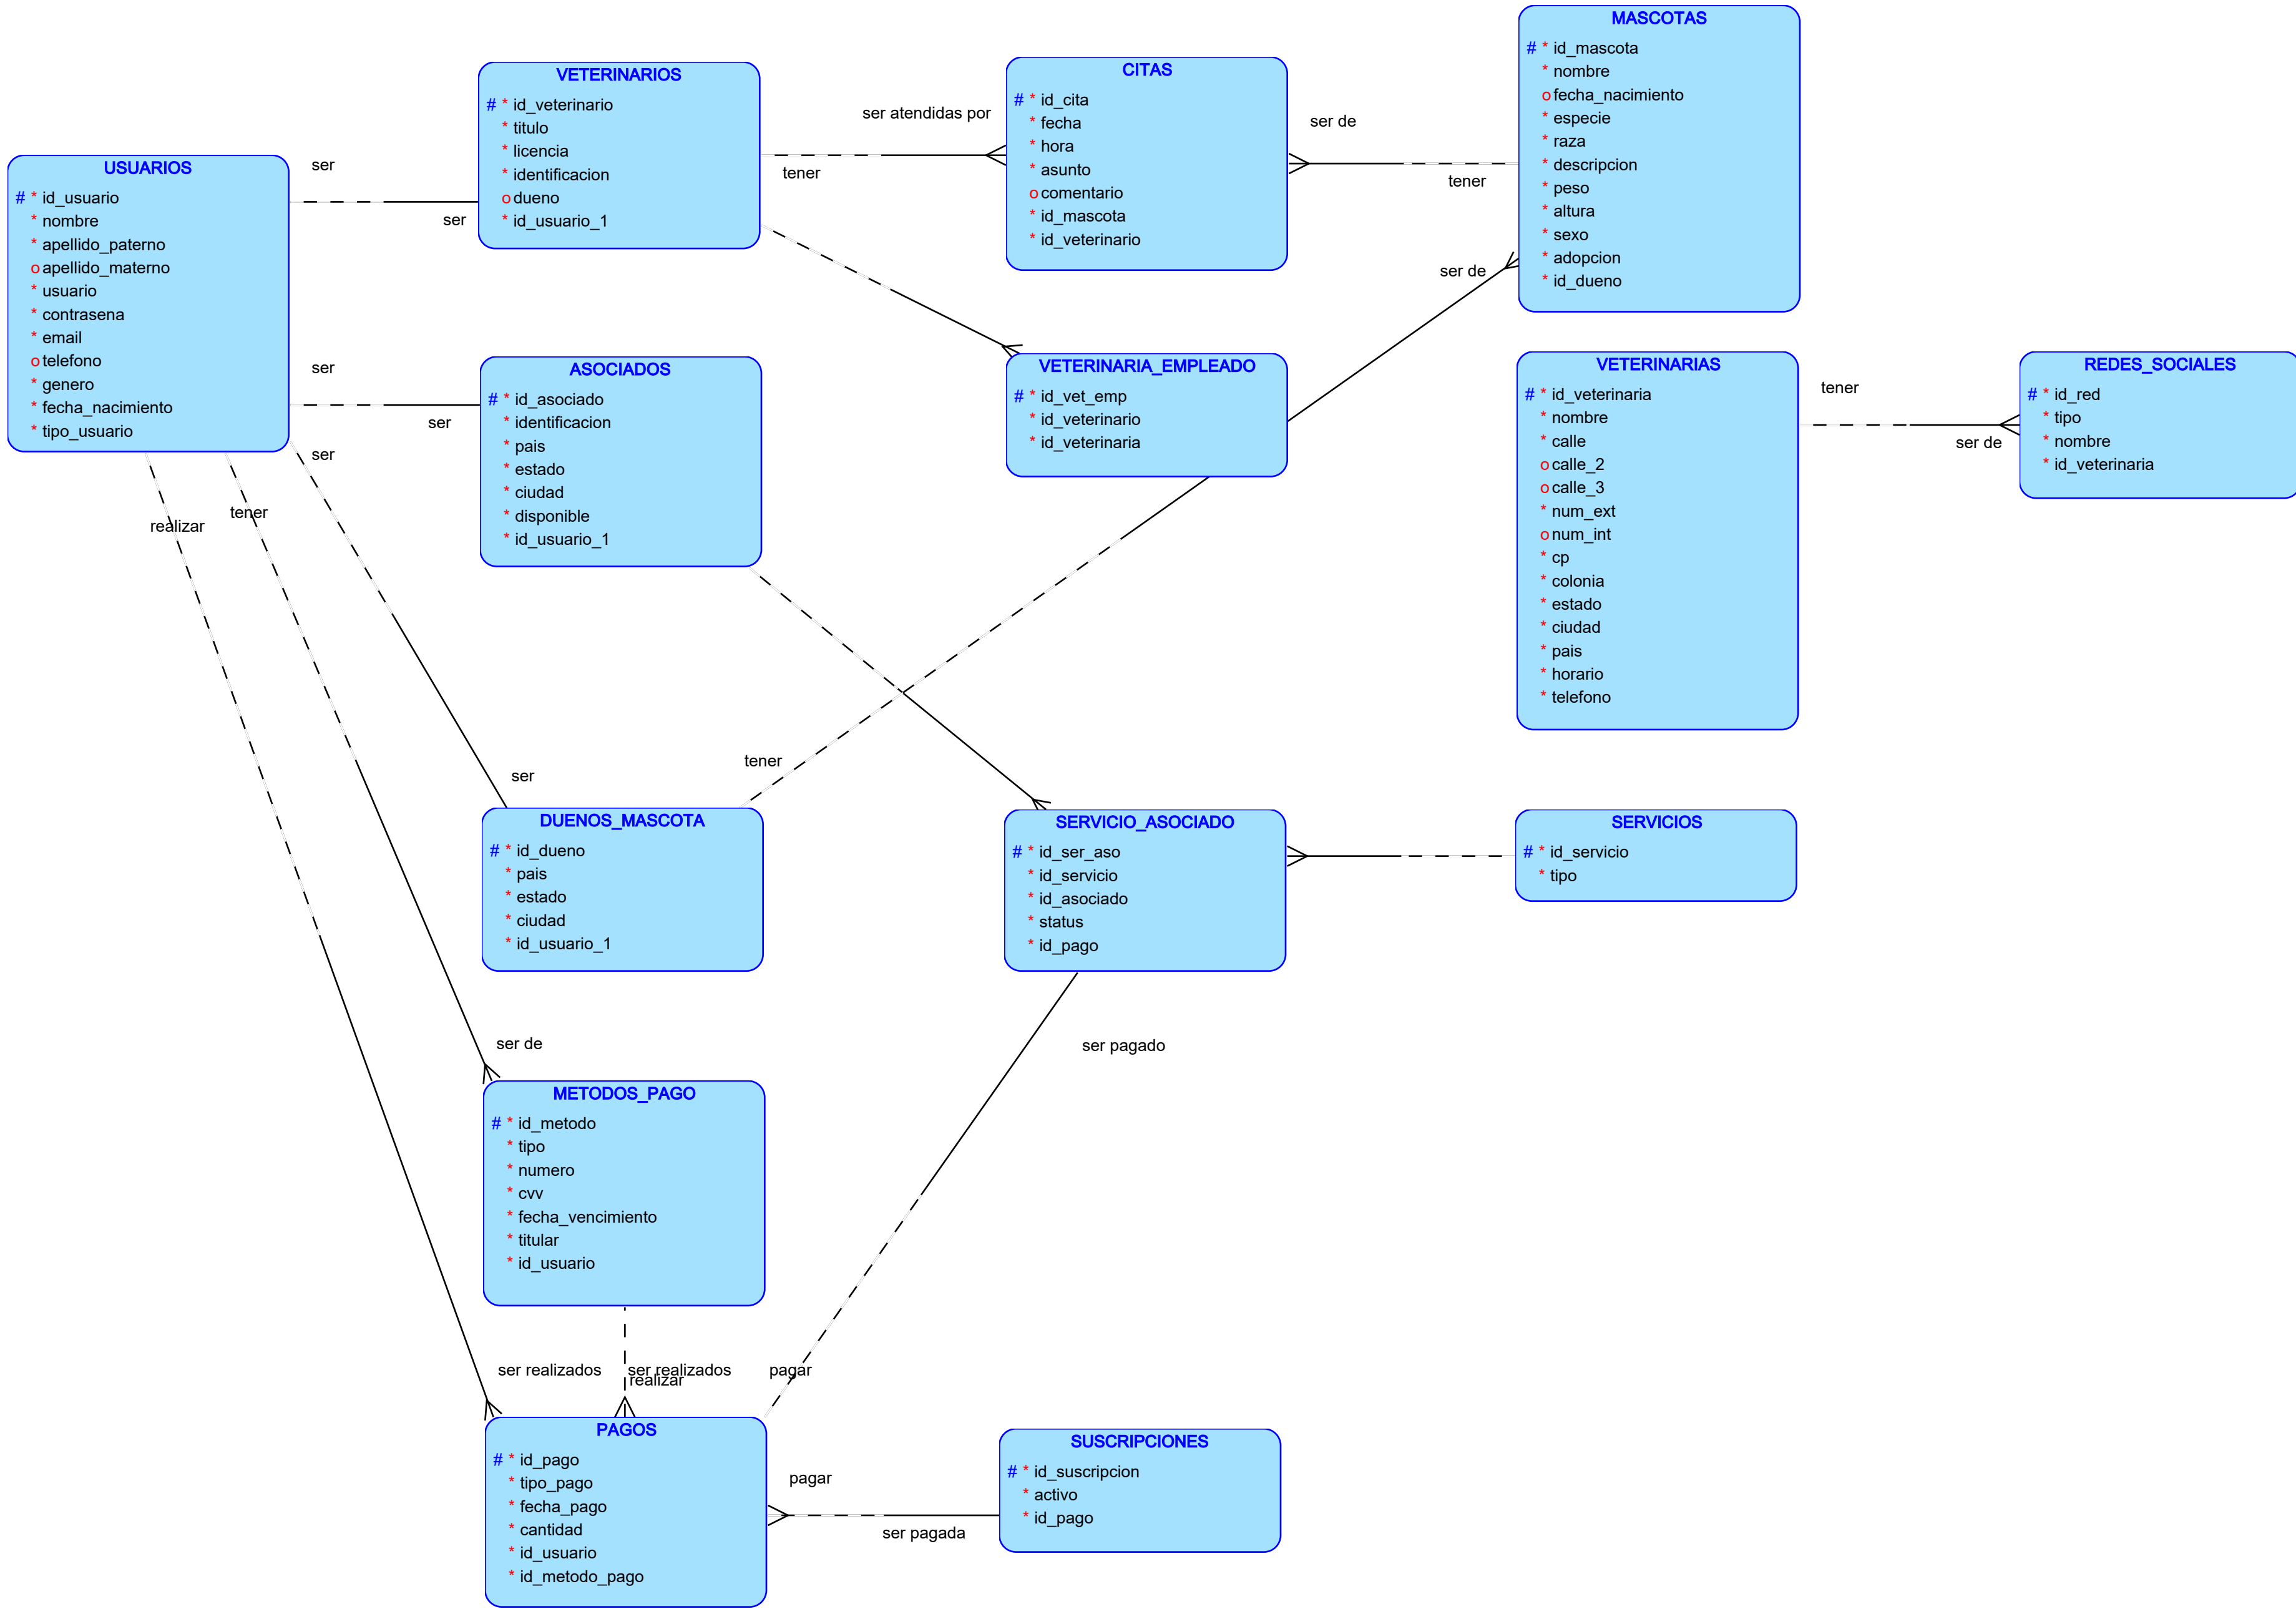 USUARIOS
# * id_usuario
* nombre
* apellido_paterno
o apellido_materno
* usuario
* contrasena
* email
o telefono
* genero
* fecha_nacimiento
* tipo_usuario
ser
ser
ser
ser
ser
ser
realizar
tener
VETERINARIOS
# * id_veterinario
* titulo
* licencia
* identificacion
o dueno
* id_usuario_1
ser atendidas por
tener
CITAS
# * id_cita
* fecha
* hora
* asunto
o comentario
* id_mascota
* id_veterinario
ser de
tener
MASCOTAS
# * id_mascota
* nombre
o fecha_nacimiento
* especie
* raza
* descripcion
* peso
* altura
* sexo
* adopcion
* id_dueno
ser de
ASOCIADOS
# * id_asociado
* identificacion
* pais
* estado
* ciudad
* disponible
* id_usuario_1
VETERINARIA_EMPLEADO
# * id_vet_emp
* id_veterinario
* id_veterinaria
VETERINARIAS
# * id_veterinaria
* nombre
* calle
o calle_2
o calle_3
* num_ext
o num_int
* cp
* colonia
* estado
* ciudad
* pais
* horario
* telefono
tener
ser de
REDES_SOCIALES
# * id_red
* tipo
* nombre
* id_veterinaria
tener
DUENOS_MASCOTA
# * id_dueno
* pais
* estado
* ciudad
* id_usuario_1
SERVICIO_ASOCIADO
# * id_ser_aso
* id_servicio
* id_asociado
* status
* id_pago
SERVICIOS
# * id_servicio
* tipo
ser de
ser pagado
METODOS_PAGO
# * id_metodo
* tipo
* numero
* cvv
* fecha_vencimiento
* titular
* id_usuario
ser realizados
ser realizados
realizar
pagar
PAGOS
# * id_pago
* tipo_pago
* fecha_pago
* cantidad
* id_usuario
* id_metodo_pago
pagar
ser pagada
SUSCRIPCIONES
# * id_suscripcion
* activo
* id_pago